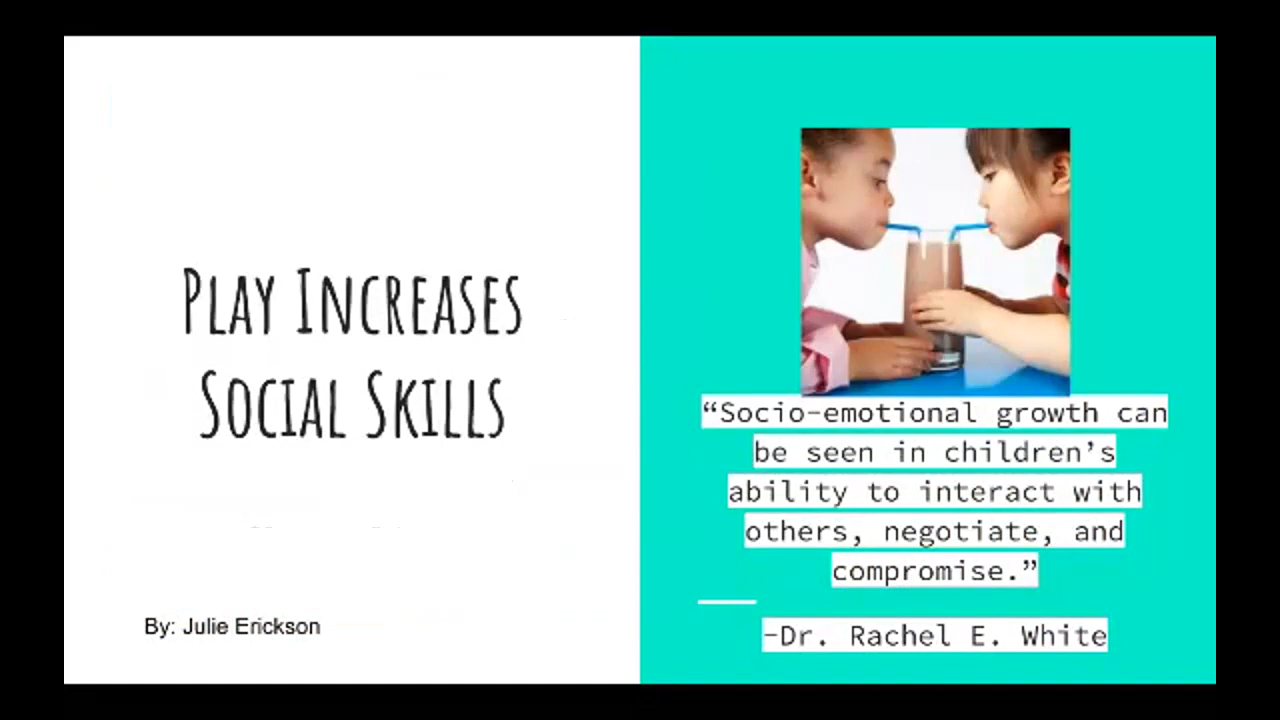 Play Increases
Social Skills
By: Julie Erickson
“Socio-emotional growth can
be seen in children’s
ability to interact with
others, negotiate, and
compromise.”
-Dr. Rachel E. White